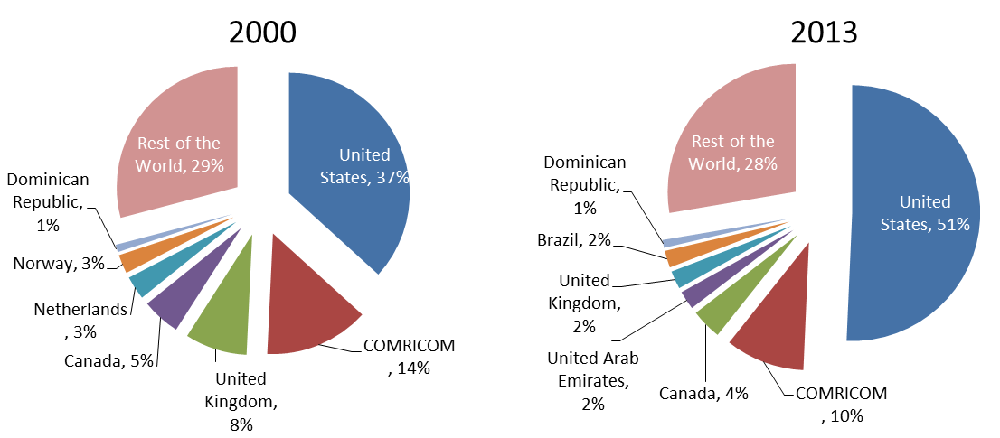 2000
United
States, 37%
COMRICOM
, 14%
United
Kingdom,
8%
Canada, 5%
Netherlands
, 3%
Norway, 3%
Dominican
Republic,
1%
Rest of the
World, 29%
2013
United
States, 51%
COMRICOM
, 10%
Canada, 4%
United Arab
Emirates,
2%
United
Kingdom,
2%
Brazil, 2%
Dominican
Republic,
1%
Rest of the
World, 28%